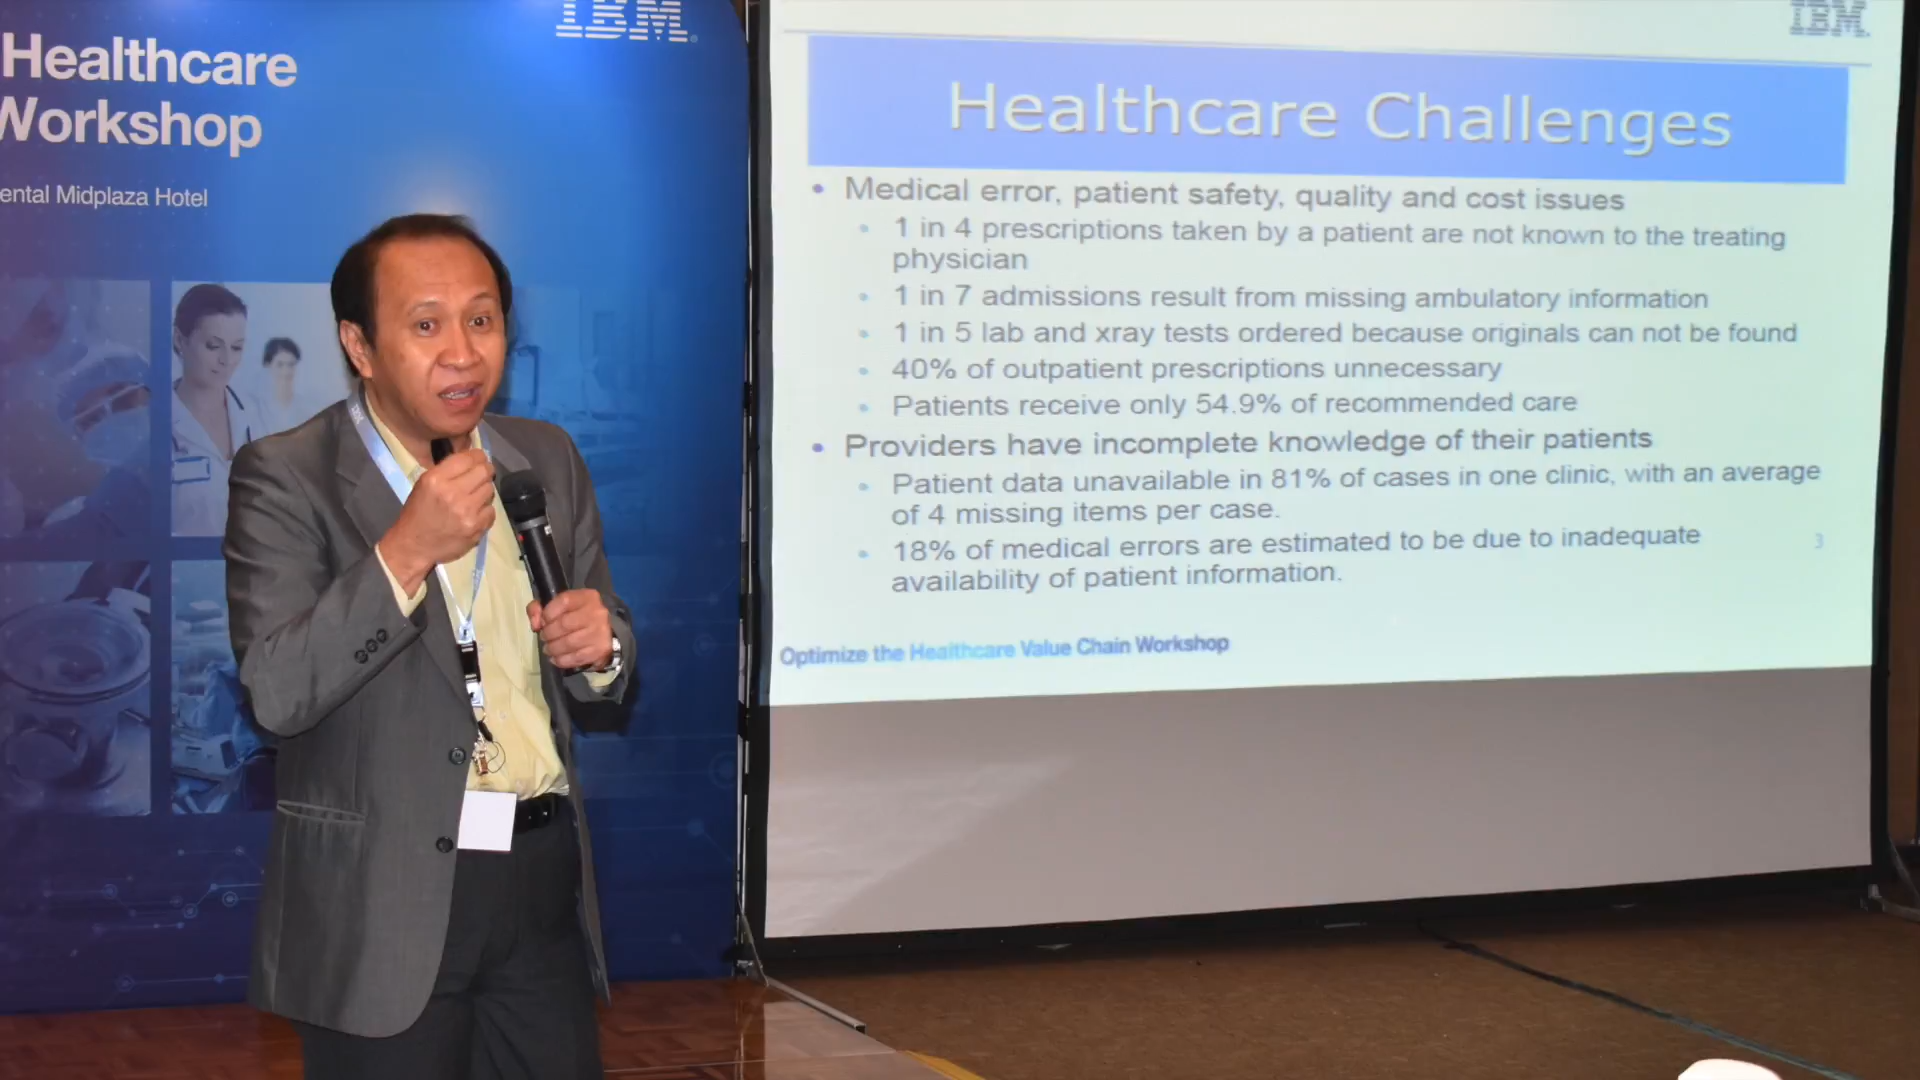 IBM
Healthcare
Workshop
ental Midplaza Hotel
IBM
IBM
Healthcare Challenges
• Medical error, patient safety, quality and cost issues
• 1 in 4 prescriptions taken by a patient are not known to the treating
physician
• 1 in 7 admissions result from missing ambulatory information
• 1 in 5 lab and xray tests ordered because originals can not be found
• 40% of outpatient prescriptions unnecessary
• Patients receive only 54.9% of recommended care
• Providers have incomplete knowledge of their patients
• Patient data unavailable in 81% of cases in one clinic, with an average
of 4 missing items per case.
• 18% of medical errors are estimated to be due to inadequate
availability of patient information.
3
Optimize the Healthcare Value Chain Workshop